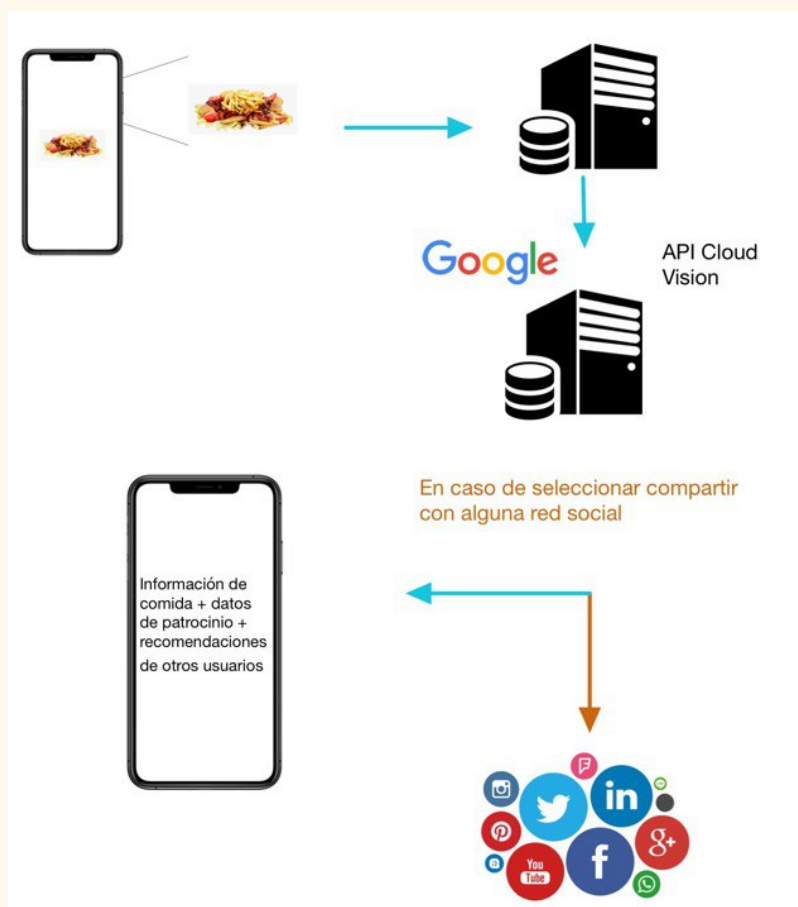 Google
API Cloud
Vision
En caso de seleccionar compartir
con alguna red social
Información de
comida + datos
de patrocinio +
recomendaciones
de otros usuarios
in
g+
You
Tube
f